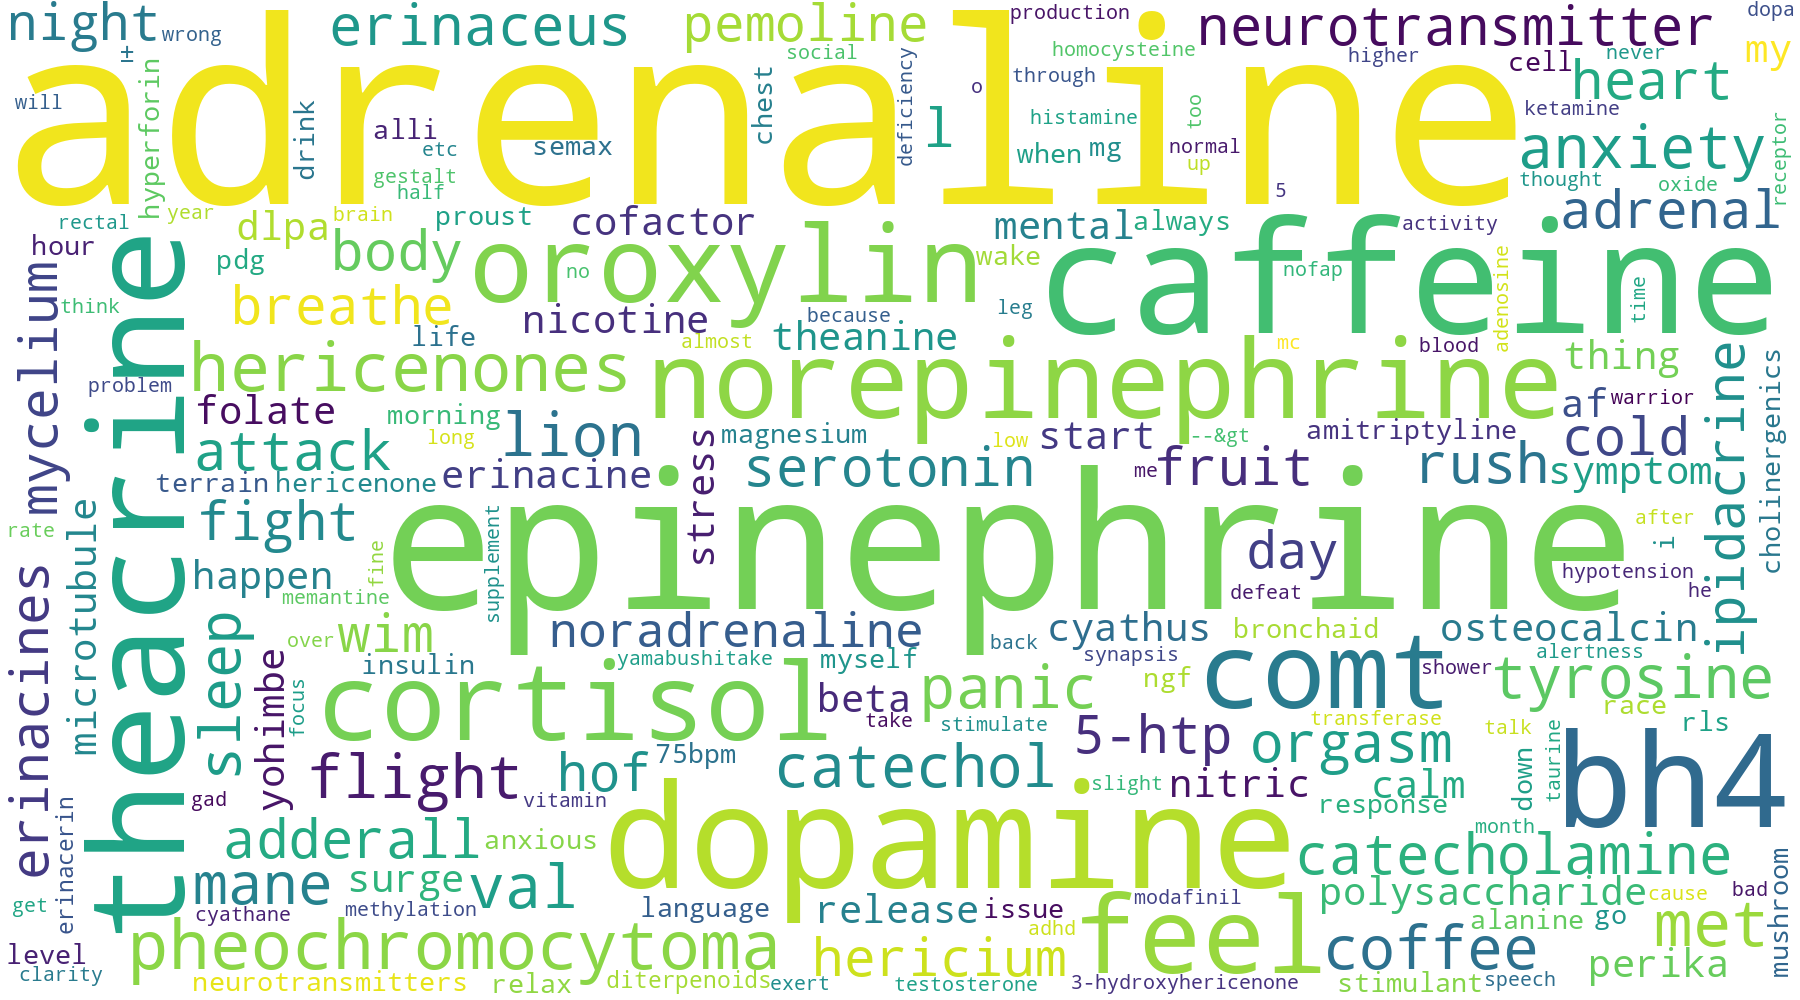 night
wrong
erinaceus
pemoline
production
neurotransmitter
dopa
adrenaline
i±
social
homocysteine
higher
never
my
will
hyperforin
drink
alli
etc
semax
chest
deficiency
l
o
through
histamine
too
cell
heart
ketamine
receptor
gestalt
half
when
mg
normal
up
anxiety
thought
oxide
5
rectal
year
brain
proust
cofactor
mental
always
activity
adrenal
hour
dlpa
pdg
body
oroxylin
no
wake
caffeine
nofap
adenosine
time
think
breathe
life
nicotine
because
theanine
leg
theacrine
mycelium
problem
hericenones
almost
norepinephrine
mc
blood
thing
ipidacrine
cholinergenics
folate
morning
long
lion
stress
magnesium
low
start
-->
amitriptyline
af
warrior
cold
attack
terrain
hericenone
erinacine
serotonin
me
fruit
rush
symptom
rate
microtubule
fight
supplement
epinephrine
day
after
i
happen
fine
memantine
defeat
hypotension
he
erinacines
sleep
over
wim
noradrenaline
back
cyathus
bronchaid
osteocalcin
yohimbe
focus
insulin
yamabushitake
myself
synapsis
comt
shower
alertness
cortisol
beta
panic
ngf
tyrosine
take
stimulate
5-htp
transferase
talk
race
rls
flight
hof
75bpm
catechol
slight
nitric
orgasm
calm
down
taurine
bh4
gad
vitamin
response
month
erinacerin
adderall
anxious
dopamine
catecholamine
mane
surge
val
modafinil
polysaccharide
cause
bad
mushroom
get
cyathane
methylation
language
release
issue
adhd
feel
alanine
go
met
level
clarity
pheochromocytoma
hericium
coffee
perika
neurotransmitters
relax
diterpenoids
exert
testosterone
3-hydroxyhericenone
stimulant
speech